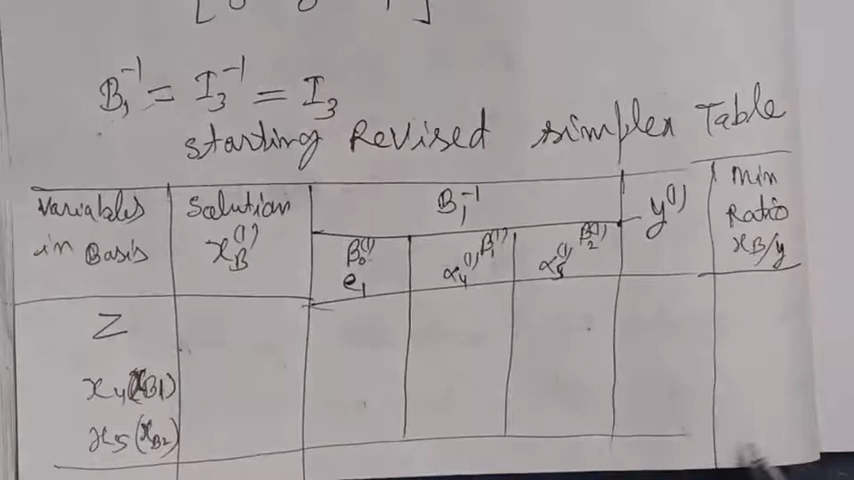 B₁⁻¹ = I₃⁻¹ = I₃
starting Revised simplex Table
Variables in Basis
Solution x_B⁽¹⁾
B₁⁻¹
y⁽¹⁾
Min Ratio x_B/y
β₀⁽¹⁾ e₁
α₄⁽¹⁾ β₁⁽¹⁾
α₅⁽¹⁾ β₂⁽¹⁾
Z
x₄(x_B1)
x₅(x_B2)